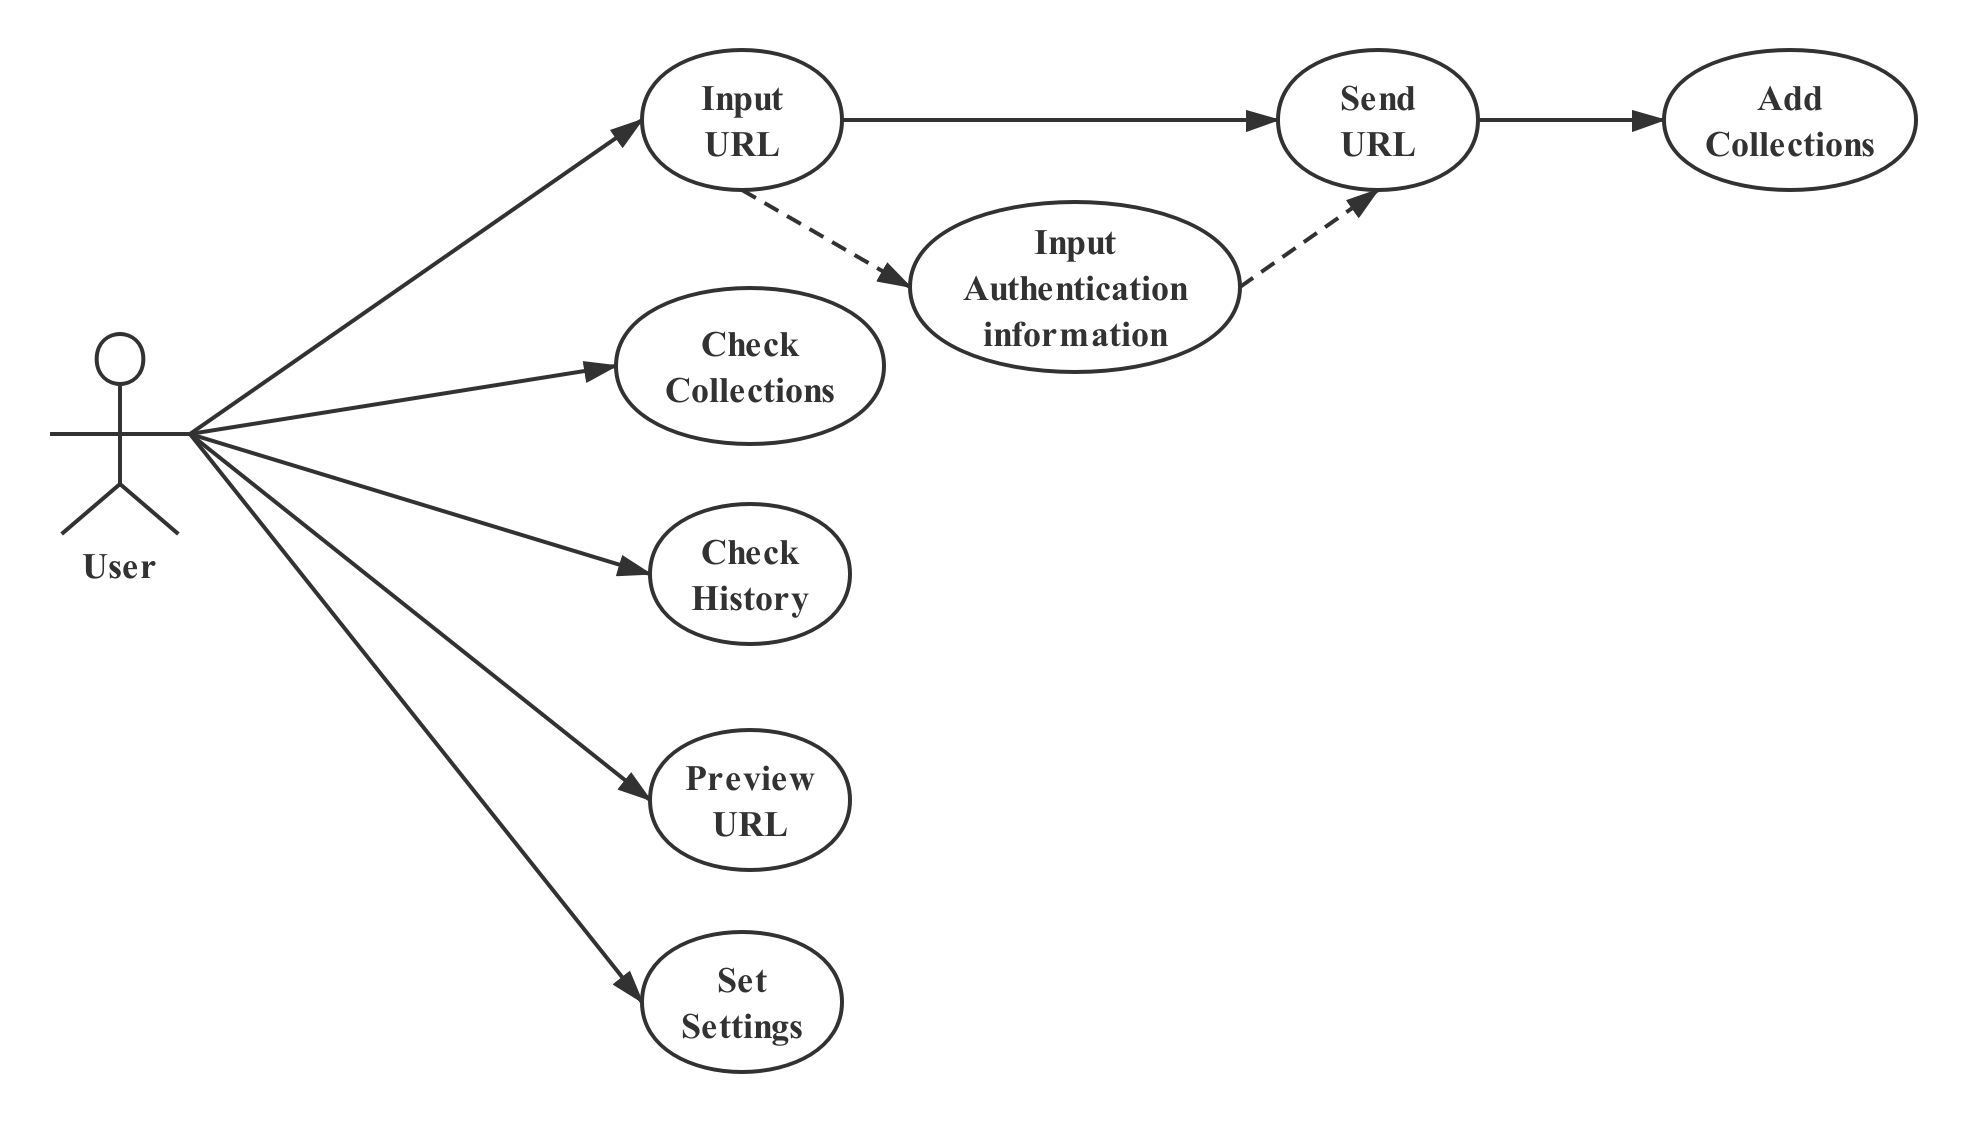 Input
URL
Send
URL
Add
Collections
Input
Authentication
information
Check
Collections
User
Check
History
Preview
URL
Set
Settings